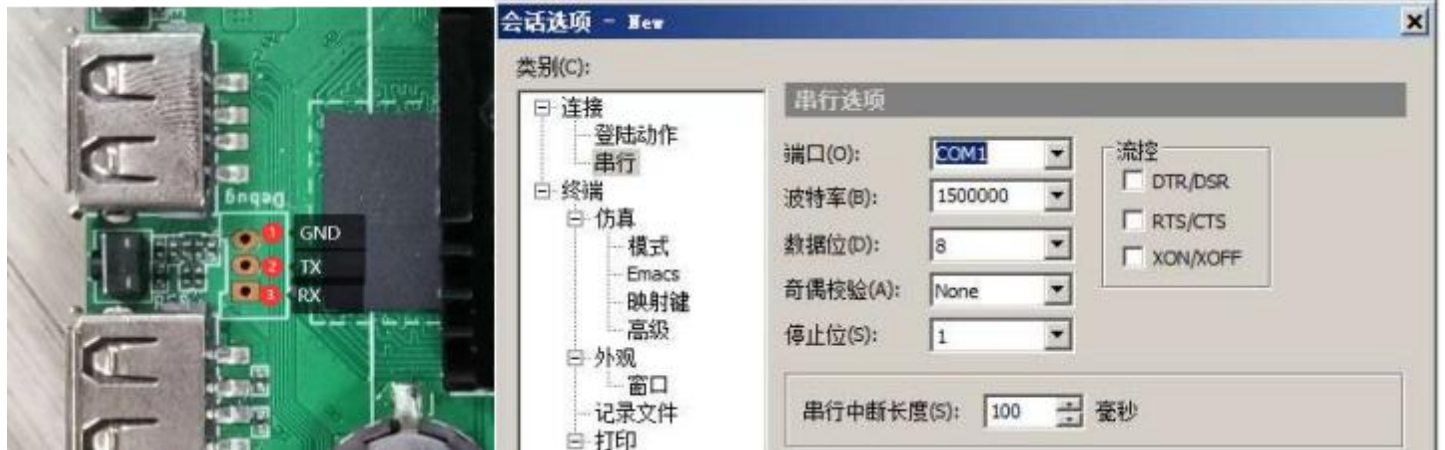 Debug
1 GND
2 TX
3 RX
会话选项 - New
类别(C):
连接
登陆动作
串行
终端
仿真
模式
Emacs
映射键
高级
外观
窗口
记录文件
打印
串行选项
端口(O): COM1
波特率(B): 1500000
数据位(D): 8
奇偶校验(A): None
停止位(S): 1
流控
DTR/DSR
RTS/CTS
XON/XOFF
串行中断长度(S): 100 毫秒